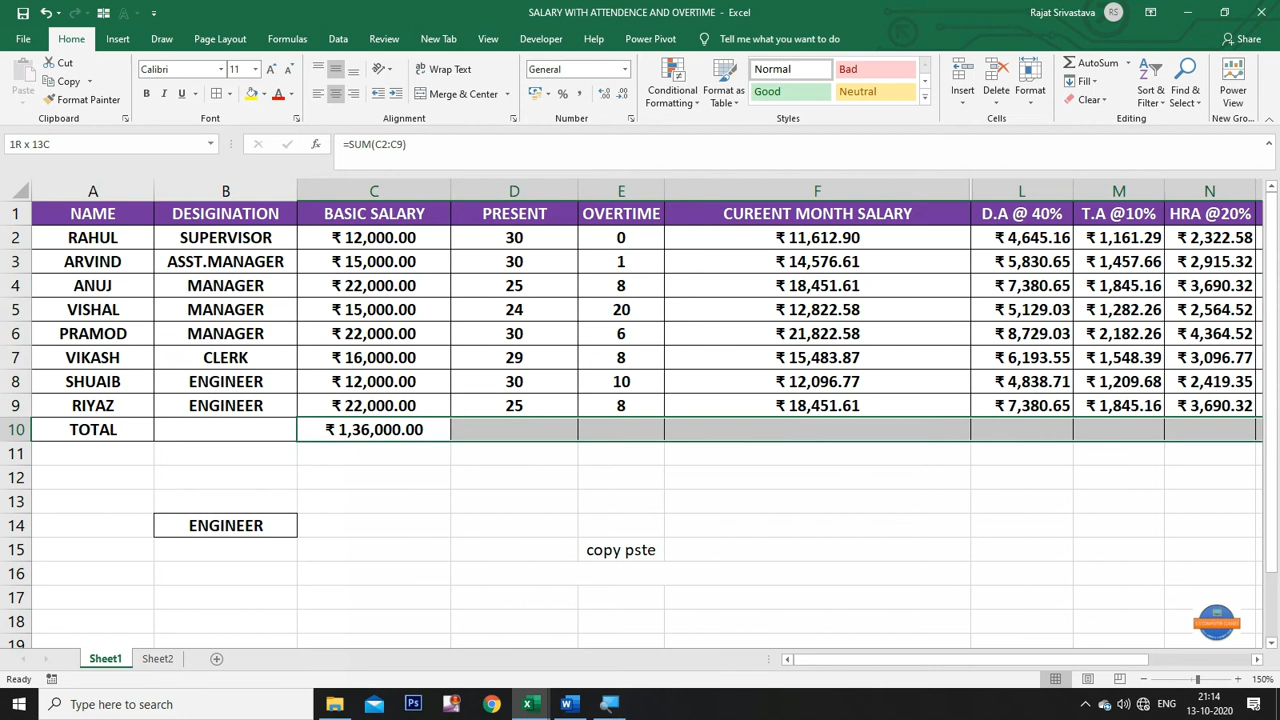 SALARY WITH ATTENDENCE AND OVERTIME - Excel
Rajat Srivastava RS
File Home Insert Draw Page Layout Formulas Data Review New Tab View Developer Help Power Pivot Tell me what you want to do Share
Paste Cut Copy Format Painter Clipboard
Calibri 11 A A B I U A Font
Wrap Text Merge & Center Alignment
General % Number
Conditional Formatting Format as Table Normal Bad Good Neutral Styles
Insert Delete Format Cells
AutoSum Fill Clear Sort & Filter Find & Select Editing
Power View New Gro...
1R x 13C fx =SUM(C2:C9)
A B C D E F L M N
1 NAME DESIGINATION BASIC SALARY PRESENT OVERTIME CUREENT MONTH SALARY D.A @ 40% T.A @10% HRA @20%
2 RAHUL SUPERVISOR ₹ 12,000.00 30 0 ₹ 11,612.90 ₹ 4,645.16 ₹ 1,161.29 ₹ 2,322.58
3 ARVIND ASST.MANAGER ₹ 15,000.00 30 1 ₹ 14,576.61 ₹ 5,830.65 ₹ 1,457.66 ₹ 2,915.32
4 ANUJ MANAGER ₹ 22,000.00 25 8 ₹ 18,451.61 ₹ 7,380.65 ₹ 1,845.16 ₹ 3,690.32
5 VISHAL MANAGER ₹ 15,000.00 24 20 ₹ 12,822.58 ₹ 5,129.03 ₹ 1,282.26 ₹ 2,564.52
6 PRAMOD MANAGER ₹ 22,000.00 30 6 ₹ 21,822.58 ₹ 8,729.03 ₹ 2,182.26 ₹ 4,364.52
7 VIKASH CLERK ₹ 16,000.00 29 8 ₹ 15,483.87 ₹ 6,193.55 ₹ 1,548.39 ₹ 3,096.77
8 SHUAIB ENGINEER ₹ 12,000.00 30 10 ₹ 12,096.77 ₹ 4,838.71 ₹ 1,209.68 ₹ 2,419.35
9 RIYAZ ENGINEER ₹ 22,000.00 25 8 ₹ 18,451.61 ₹ 7,380.65 ₹ 1,845.16 ₹ 3,690.32
10 TOTAL ₹ 1,36,000.00
11
12
13
14 ENGINEER
15 copy pste
16
17
18
19
Sheet1 Sheet2
Ready 150%
Type here to search Ps ENG 21:14
13-10-2020